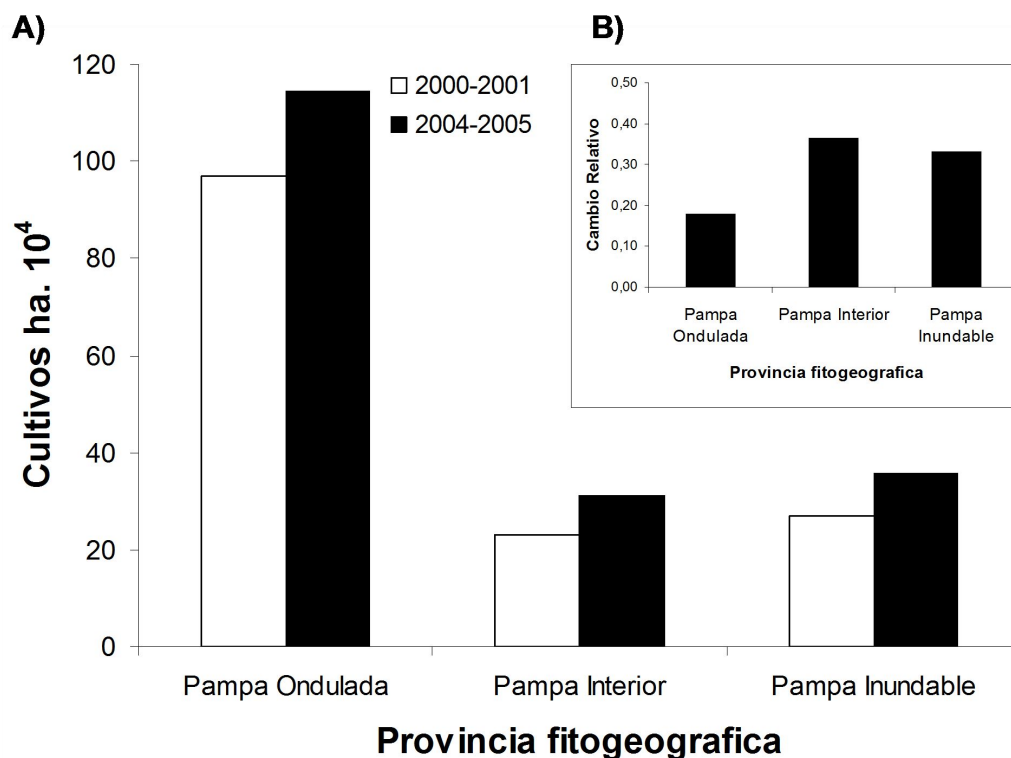 A)
Cultivos ha. 10⁴
120
100
80
60
40
20
0
2000-2001
2004-2005
Pampa Ondulada
Pampa Interior
Pampa Inundable
Provincia fitogeografica
B)
Cambio Relativo
0,50
0,40
0,30
0,20
0,10
0,00
Pampa
Ondulada
Pampa Interior
Pampa
Inundable
Provincia fitogeografica